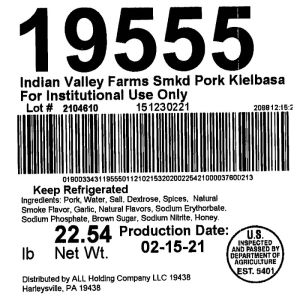 19555
Indian Valley Farms Smkd Pork Kielbasa
For Institutional Use Only
Lot # 2104610 151230221
Keep Refrigerated
Ingredients: Pork, Water, Salt, Dextrose, Spices, Natural
Smoke Flavor, Garlic, Natural Flavors, Sodium Erythorbate,
Sodium Phosphate, Brown Sugar, Sodium Nitrite, Honey.
lb 22.54 Net Wt.
Production Date: 02-15-21
Distributed by ALL Holding Company LLC 19438
Harleysville, PA 19438
U.S.
INSPECTED
AND PASSED BY
DEPARTMENT OF
AGRICULTURE
EST. 5401